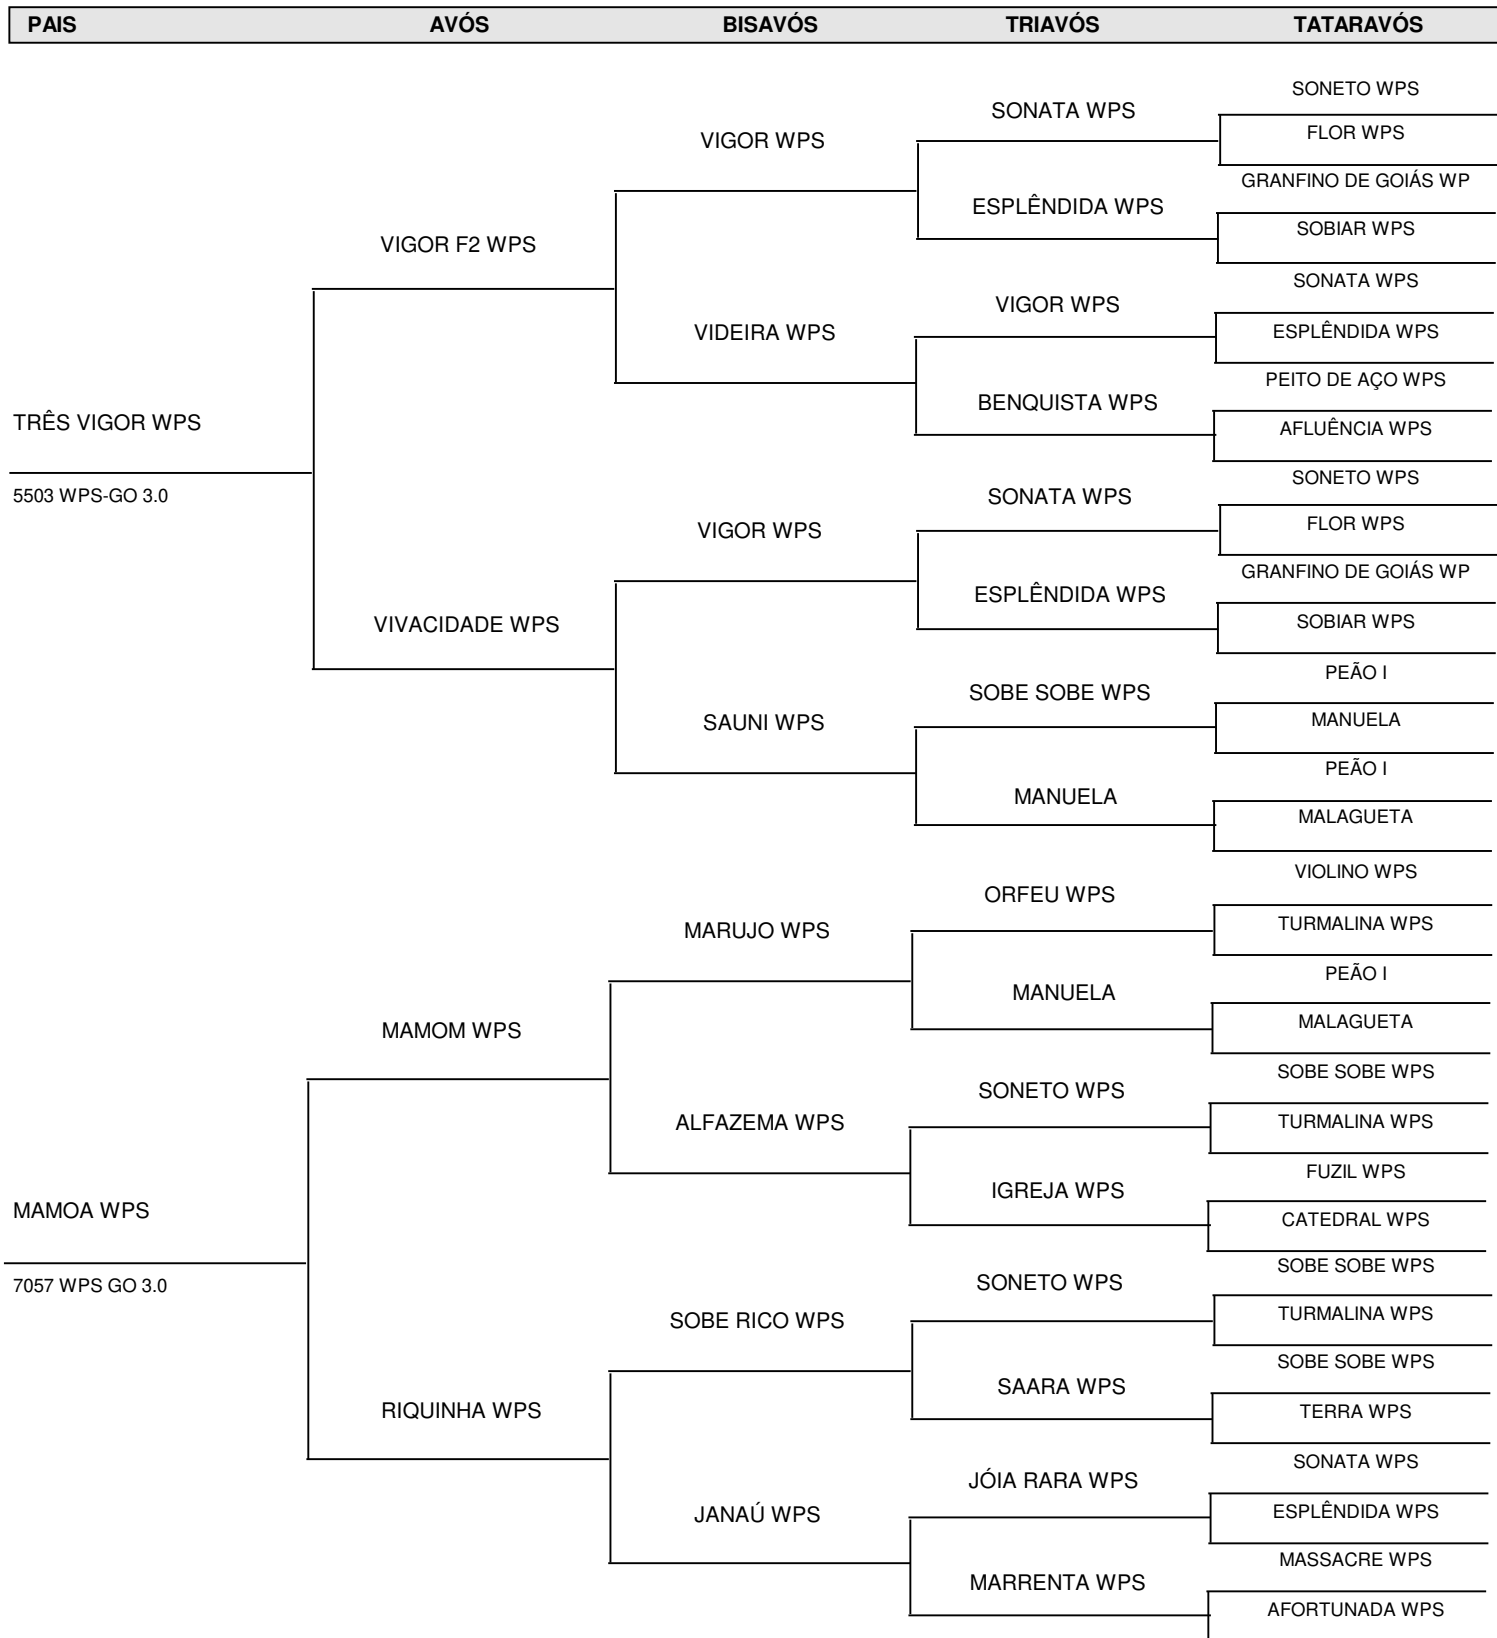 PAIS AVÓS BISAVÓS TRIAVÓS TATARAVÓS
SONETO WPS
SONATA WPS
FLOR WPS
VIGOR WPS
GRANFINO DE GOIÁS WP
ESPLÊNDIDA WPS
SOBIAR WPS
VIGOR F2 WPS
SONATA WPS
VIGOR WPS
ESPLÊNDIDA WPS
VIDEIRA WPS
PEITO DE AÇO WPS
BENQUISTA WPS
AFLUÊNCIA WPS
TRÊS VIGOR WPS
5503 WPS-GO 3.0
SONETO WPS
SONATA WPS
FLOR WPS
VIGOR WPS
GRANFINO DE GOIÁS WP
ESPLÊNDIDA WPS
SOBIAR WPS
VIVACIDADE WPS
PEÃO I
SOBE SOBE WPS
MANUELA
SAUNI WPS
PEÃO I
MANUELA
MALAGUETA
VIOLINO WPS
ORFEU WPS
TURMALINA WPS
MARUJO WPS
PEÃO I
MANUELA
MALAGUETA
MAMOM WPS
SOBE SOBE WPS
SONETO WPS
TURMALINA WPS
ALFAZEMA WPS
FUZIL WPS
IGREJA WPS
CATEDRAL WPS
MAMOA WPS
7057 WPS GO 3.0
SOBE SOBE WPS
SONETO WPS
TURMALINA WPS
SOBE RICO WPS
SOBE SOBE WPS
SAARA WPS
TERRA WPS
RIQUINHA WPS
SONATA WPS
JÓIA RARA WPS
ESPLÊNDIDA WPS
JANAÚ WPS
MASSACRE WPS
MARRENTA WPS
AFORTUNADA WPS